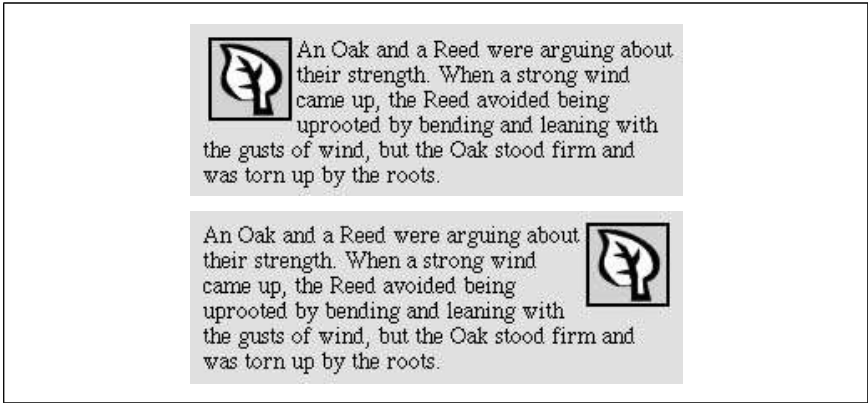 An Oak and a Reed were arguing about
their strength. When a strong wind
came up, the Reed avoided being
uprooted by bending and leaning with
the gusts of wind, but the Oak stood firm and
was torn up by the roots.
An Oak and a Reed were arguing about
their strength. When a strong wind
came up, the Reed avoided being
uprooted by bending and leaning with
the gusts of wind, but the Oak stood firm and
was torn up by the roots.